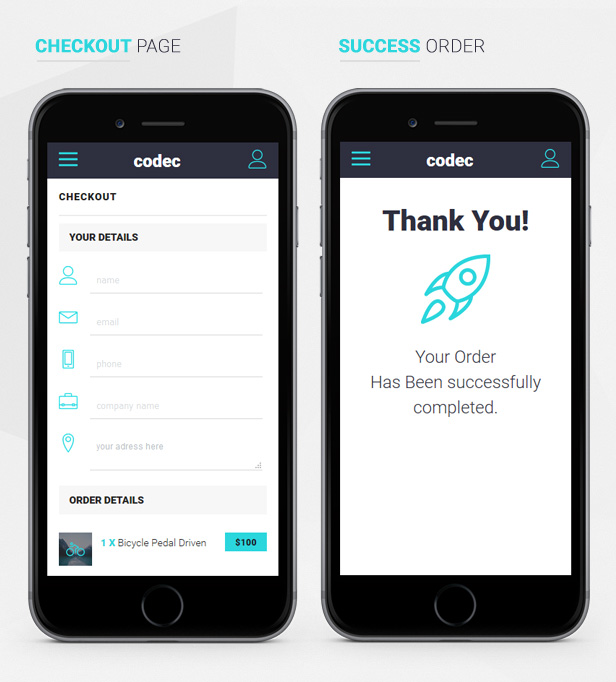 CHECKOUT PAGE
codec
CHECKOUT
YOUR DETAILS
name
email
phone
company name
your adress here
ORDER DETAILS
1 X Bicycle Pedal Driven
$100
SUCCESS ORDER
codec
Thank You!
Your Order
Has Been successfully
completed.